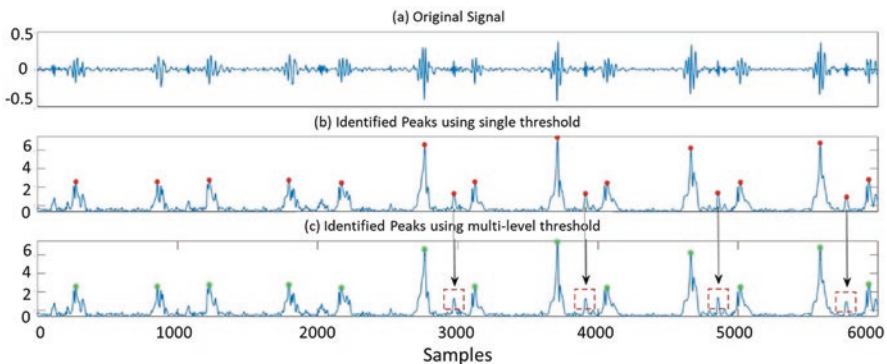 (a) Original Signal
0.5
0
-0.5
(b) Identified Peaks using single threshold
6
4
2
0
(c) Identified Peaks using multi-level threshold
6
4
2
0
0 1000 2000 3000 4000 5000 6000
Samples